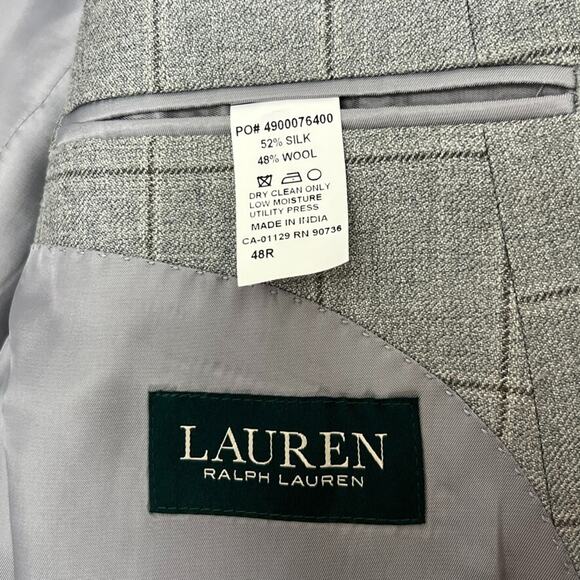 PO# 4900076400
52% SILK
48% WOOL
DRY CLEAN ONLY
LOW MOISTURE
UTILITY PRESS
MADE IN INDIA
CA-01129 RN 90736
48R
LAUREN
RALPH LAUREN